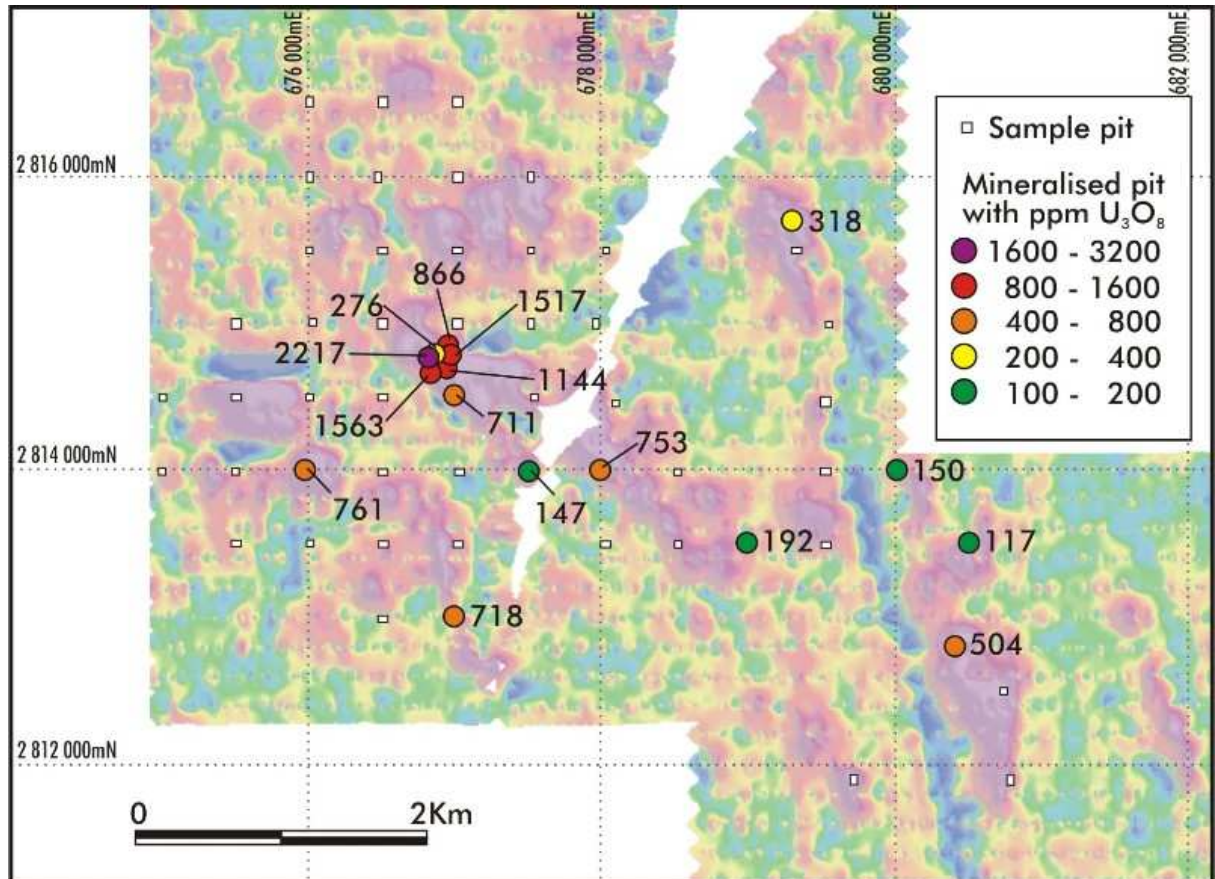 676 000mE
678 000mE
680 000mE
682 000mE
2 816 000mN
2 814 000mN
2 812 000mN
Sample pit
Mineralised pit
with ppm U₃O₈
1600 - 3200
800 - 1600
400 - 800
200 - 400
100 - 200
318
866
276
1517
2217
1144
1563
711
753
761
147
150
192
117
718
504
0 2Km